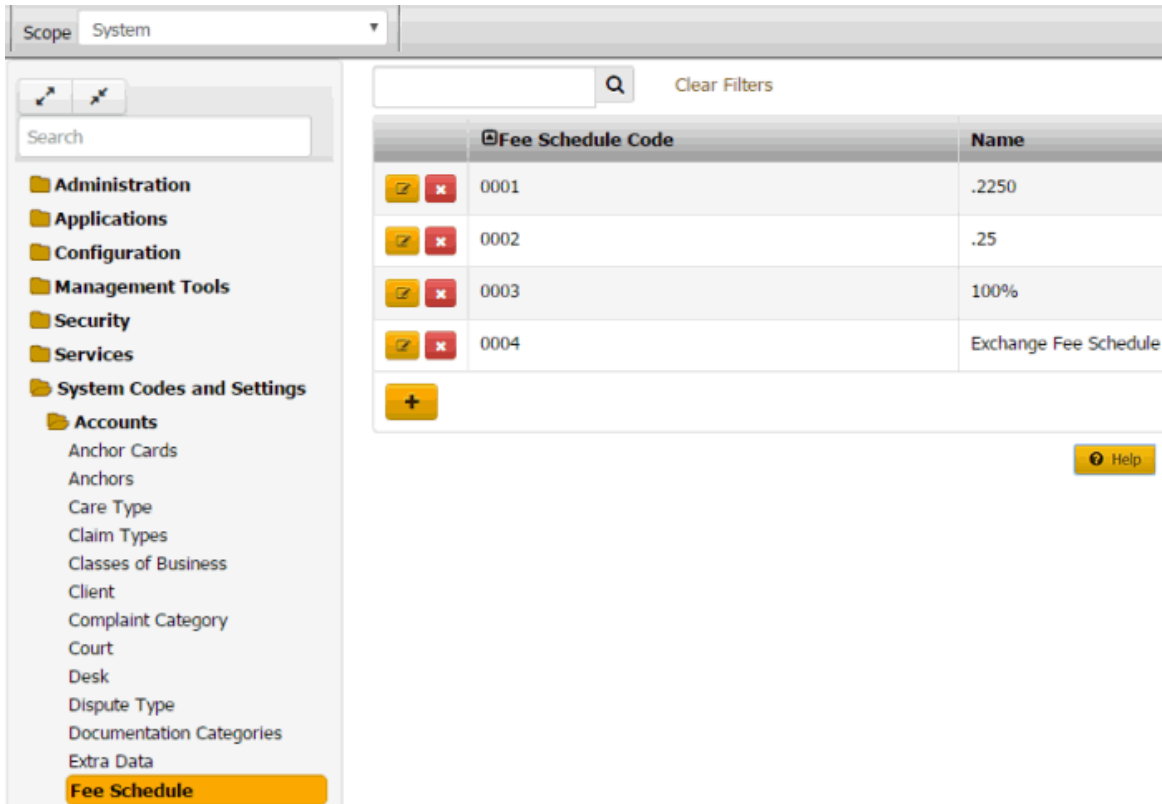 Scope System
Clear Filters
Search
Administration
Applications
Configuration
Management Tools
Security
Services
System Codes and Settings
Accounts
Anchor Cards
Anchors
Care Type
Claim Types
Classes of Business
Client
Complaint Category
Court
Desk
Dispute Type
Documentation Categories
Extra Data
Fee Schedule
Fee Schedule Code Name
0001 .2250
0002 .25
0003 100%
0004 Exchange Fee Schedule
Help